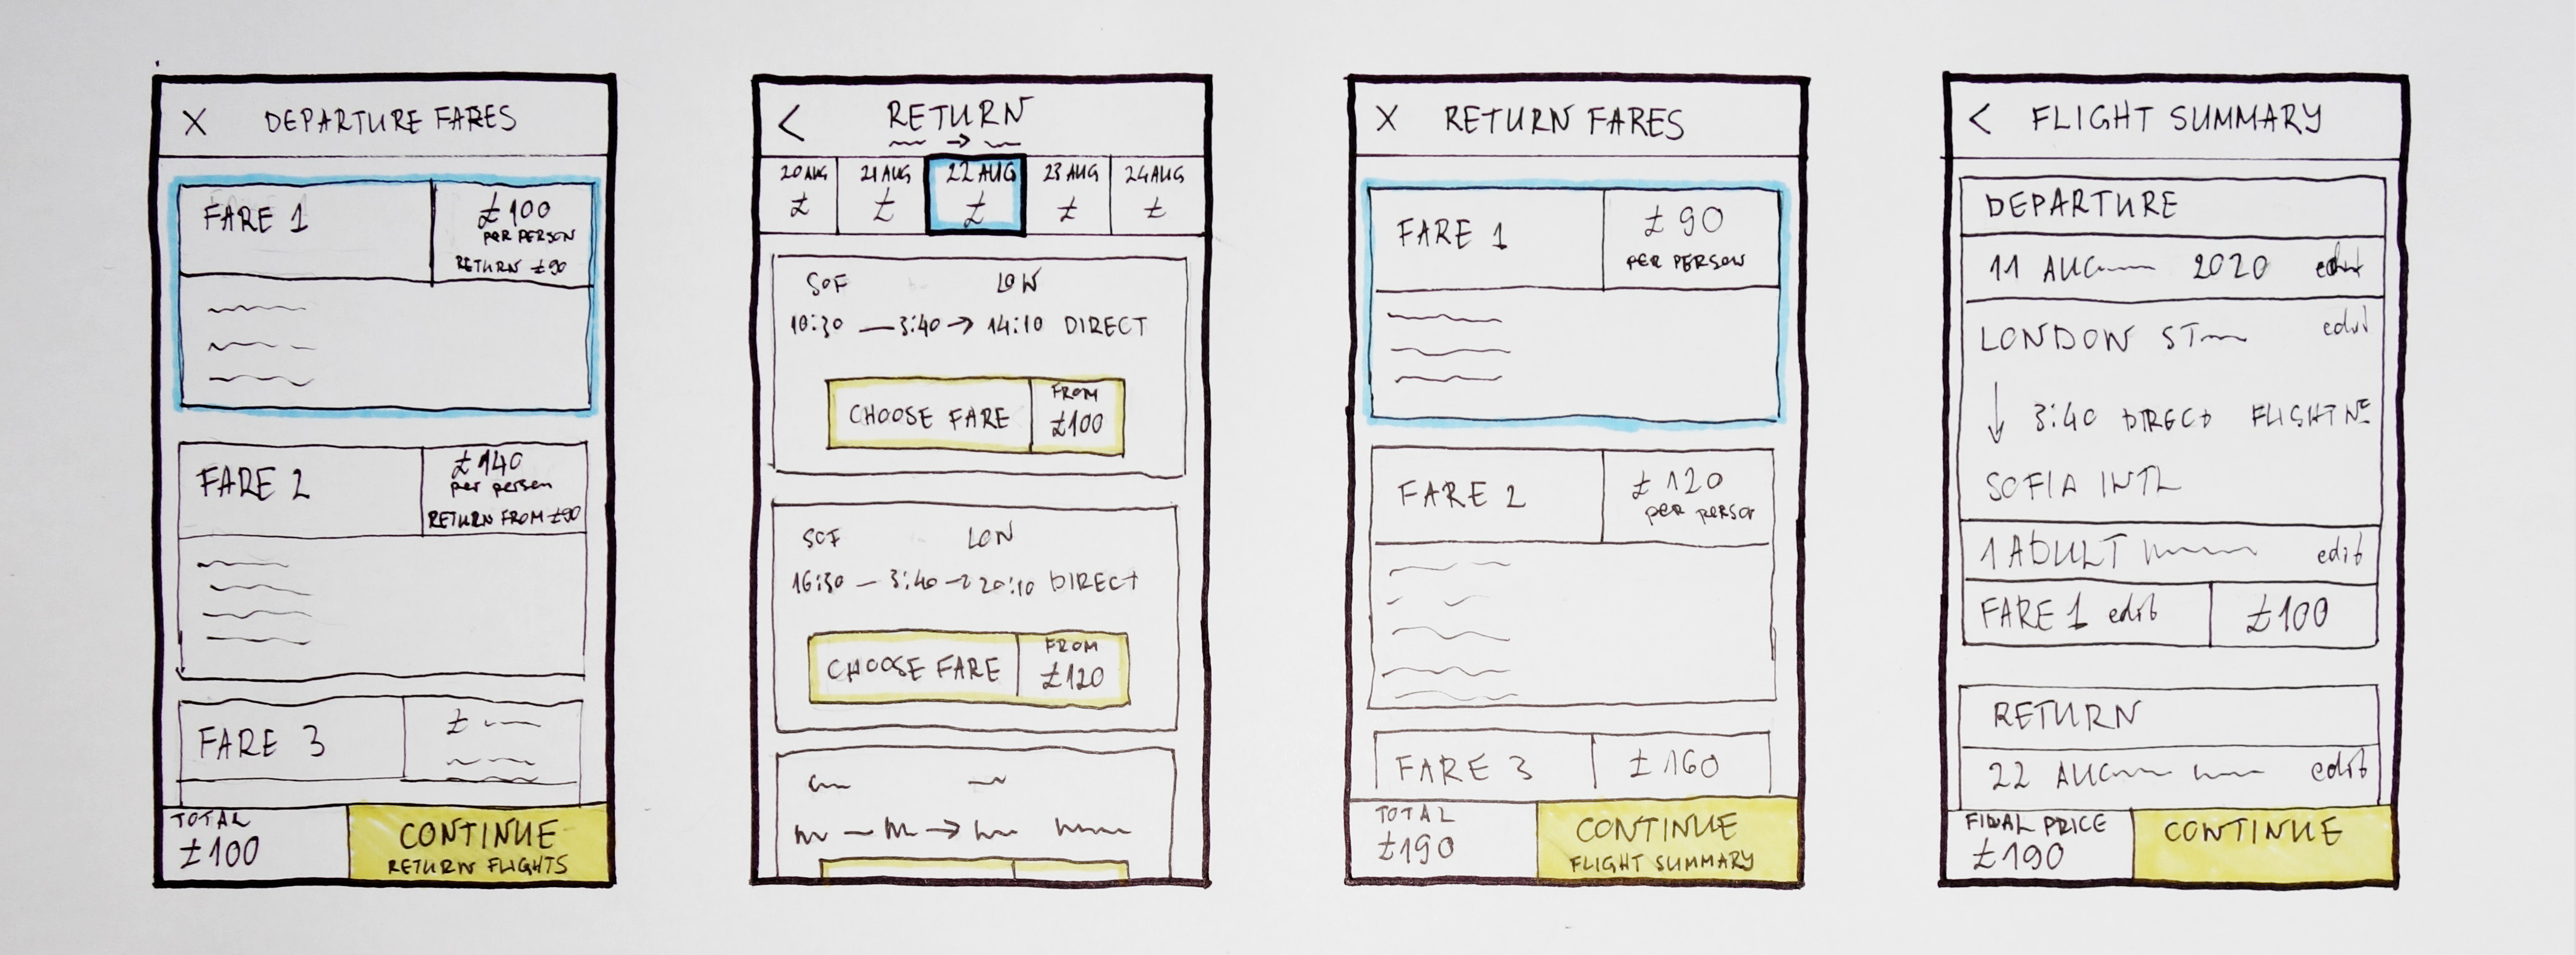 X DEPARTURE FARES
FARE 1
£100
PER PERSON
RETURN £90
FARE 2
£140
per person
RETURN FROM £90
FARE 3
£
TOTAL
£100
CONTINUE
RETURN FLIGHTS
< RETURN
→
20 AUG
£
21 AUG
£
22 AUG
£
23 AUG
£
24 AUG
£
SOF LON
10:30 — 3:40 → 14:10 DIRECT
CHOOSE FARE
FROM
£100
SOF LON
16:30 — 3:40 → 20:10 DIRECT
CHOOSE FARE
FROM
£120
X RETURN FARES
FARE 1
£90
PER PERSON
FARE 2
£120
per person
FARE 3
£160
TOTAL
£190
CONTINUE
FLIGHT SUMMARY
< FLIGHT SUMMARY
DEPARTURE
11 AUG 2020 edit
LONDON ST edit
↓ 3:40 DIRECT FLIGHT
SOFIA INTL
1 ADULT edit
FARE 1 edit £100
RETURN
22 AUG edit
FINAL PRICE
£190
CONTINUE